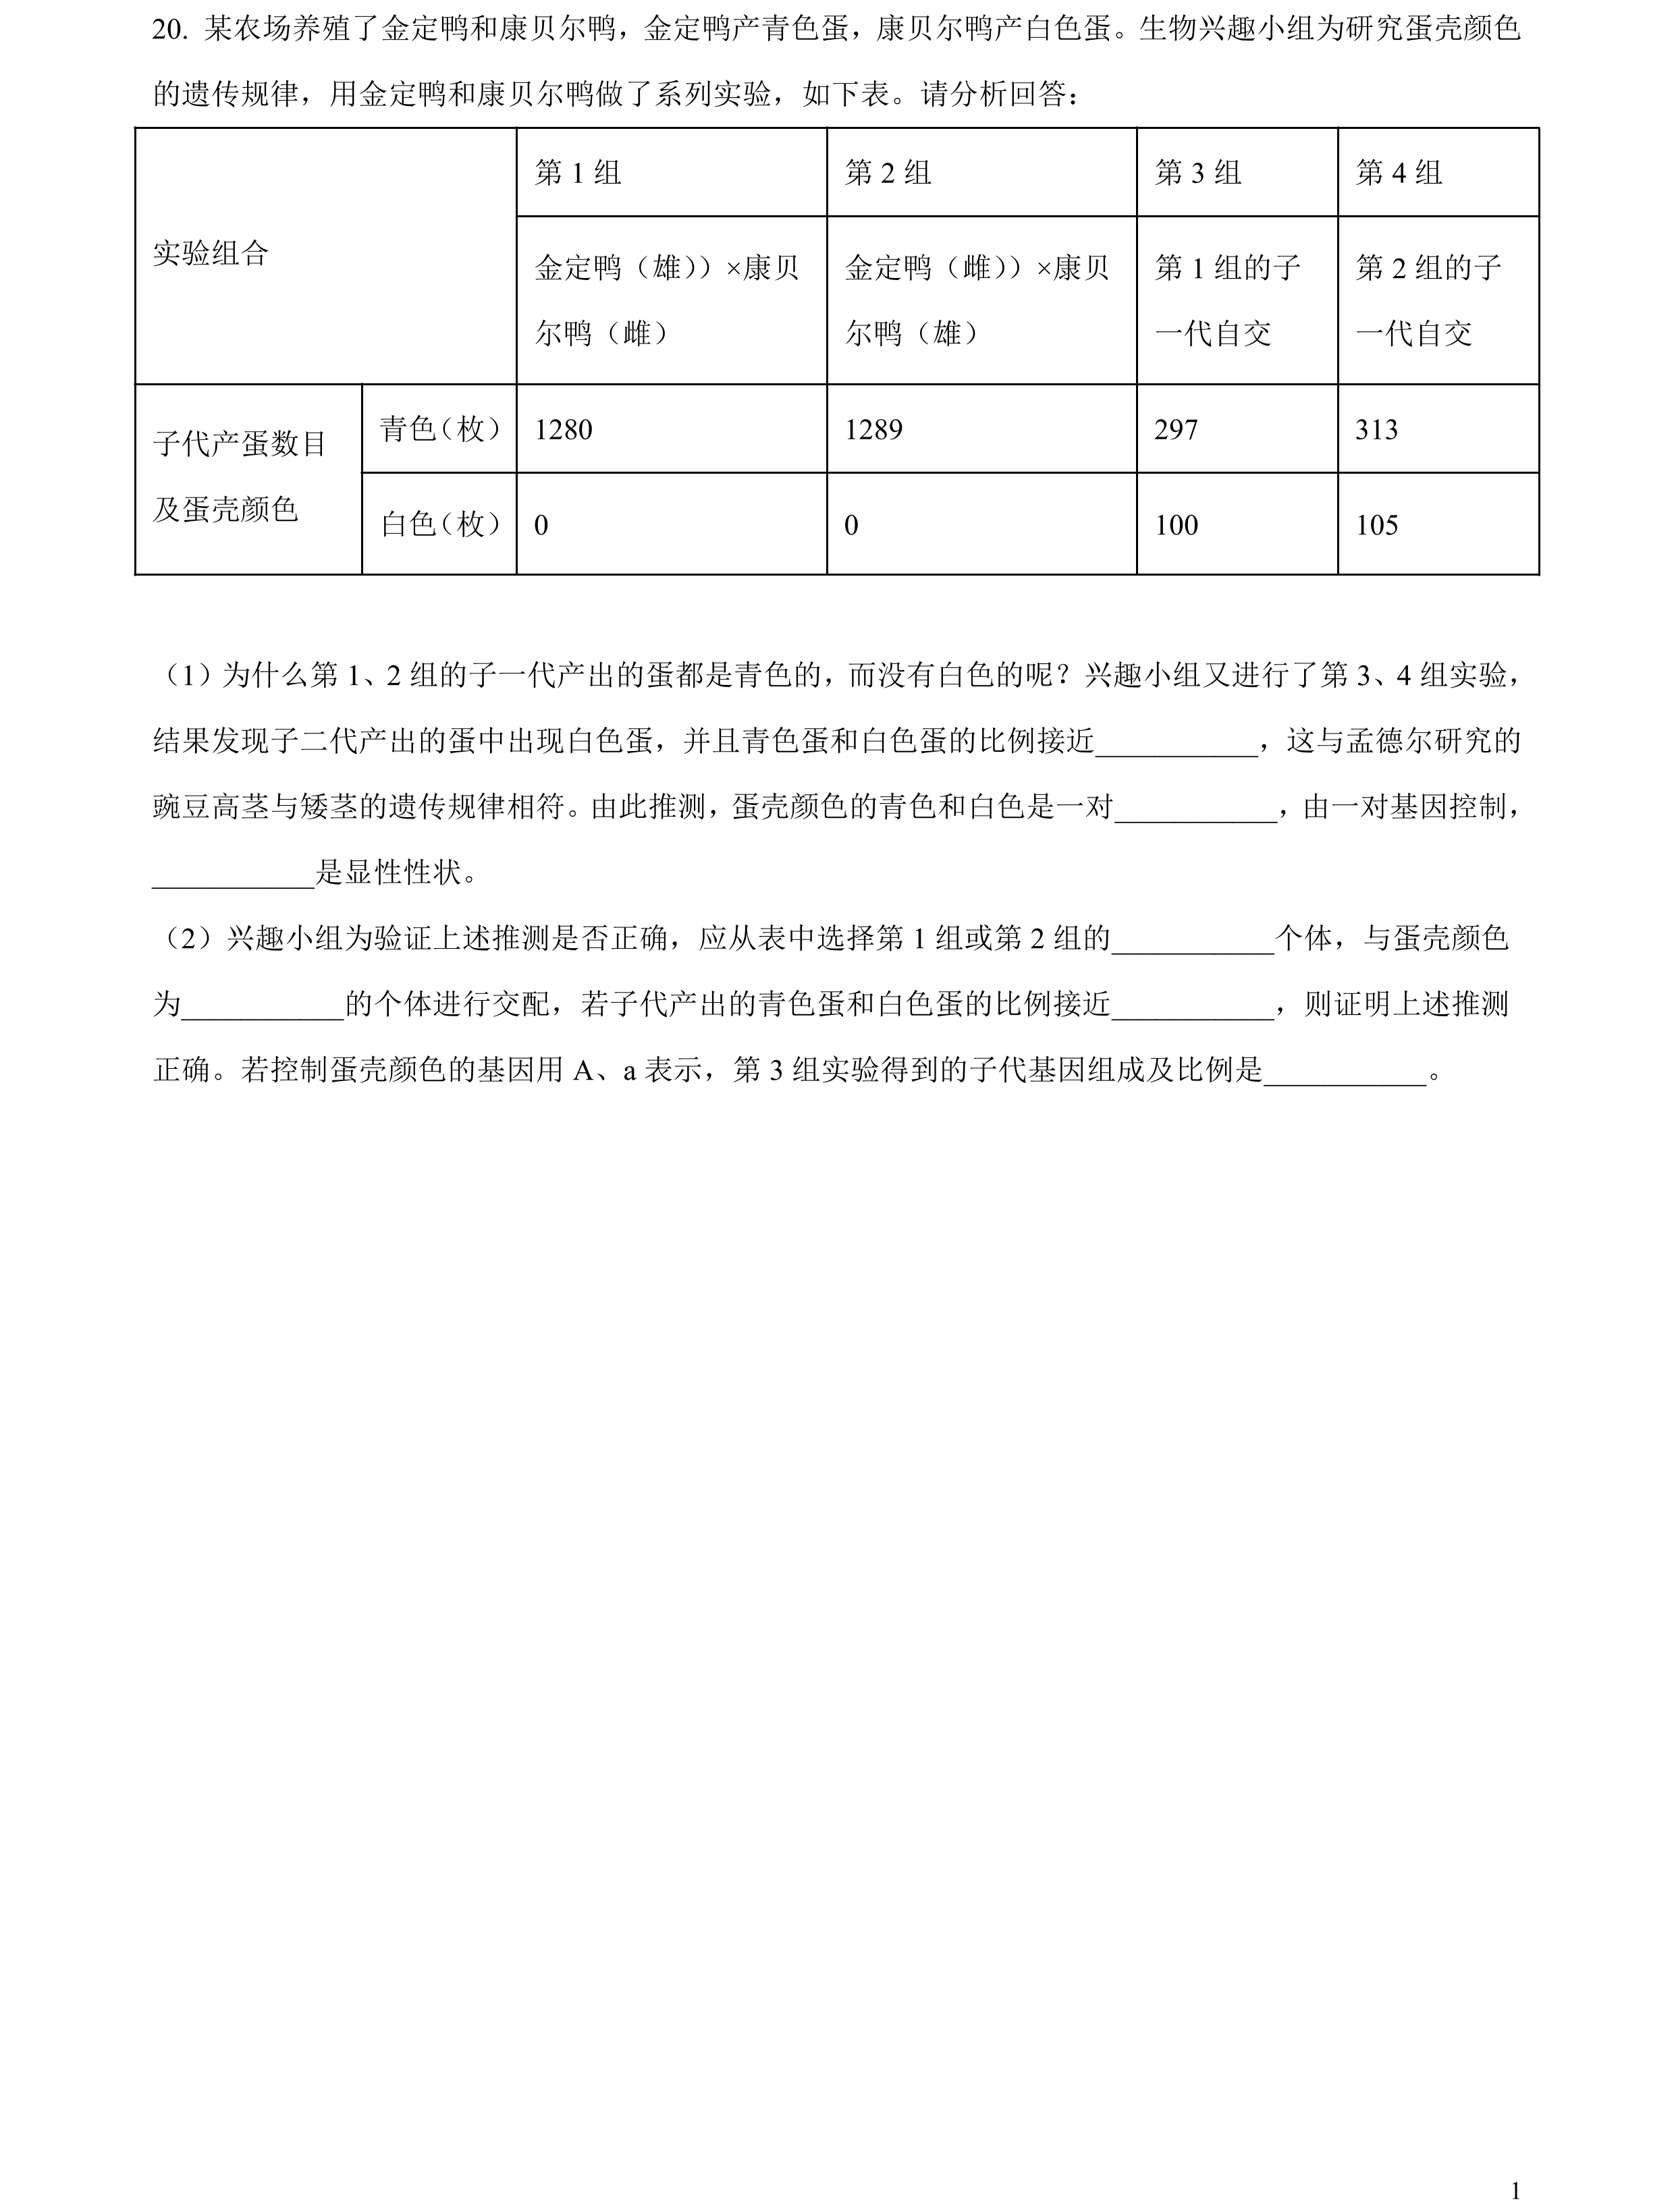 20. 某农场养殖了金定鸭和康贝尔鸭，金定鸭产青色蛋，康贝尔鸭产白色蛋。生物兴趣小组为研究蛋壳颜色
的遗传规律，用金定鸭和康贝尔鸭做了系列实验，如下表。请分析回答：
实验组合
第 1 组
第 2 组
第 3 组
第 4 组
金定鸭（雄））×康贝
尔鸭（雌）
金定鸭（雌））×康贝
尔鸭（雄）
第 1 组的子
一代自交
第 2 组的子
一代自交
子代产蛋数目
及蛋壳颜色
青色（枚）
1280
1289
297
313
白色（枚）
0
0
100
105
（1）为什么第 1、2 组的子一代产出的蛋都是青色的，而没有白色的呢？兴趣小组又进行了第 3、4 组实验，
结果发现子二代产出的蛋中出现白色蛋，并且青色蛋和白色蛋的比例接近___________，这与孟德尔研究的
豌豆高茎与矮茎的遗传规律相符。由此推测，蛋壳颜色的青色和白色是一对___________，由一对基因控制，
___________是显性性状。
（2）兴趣小组为验证上述推测是否正确，应从表中选择第 1 组或第 2 组的___________个体，与蛋壳颜色
为___________的个体进行交配，若子代产出的青色蛋和白色蛋的比例接近___________，则证明上述推测
正确。若控制蛋壳颜色的基因用 A、a 表示，第 3 组实验得到的子代基因组成及比例是___________。
1